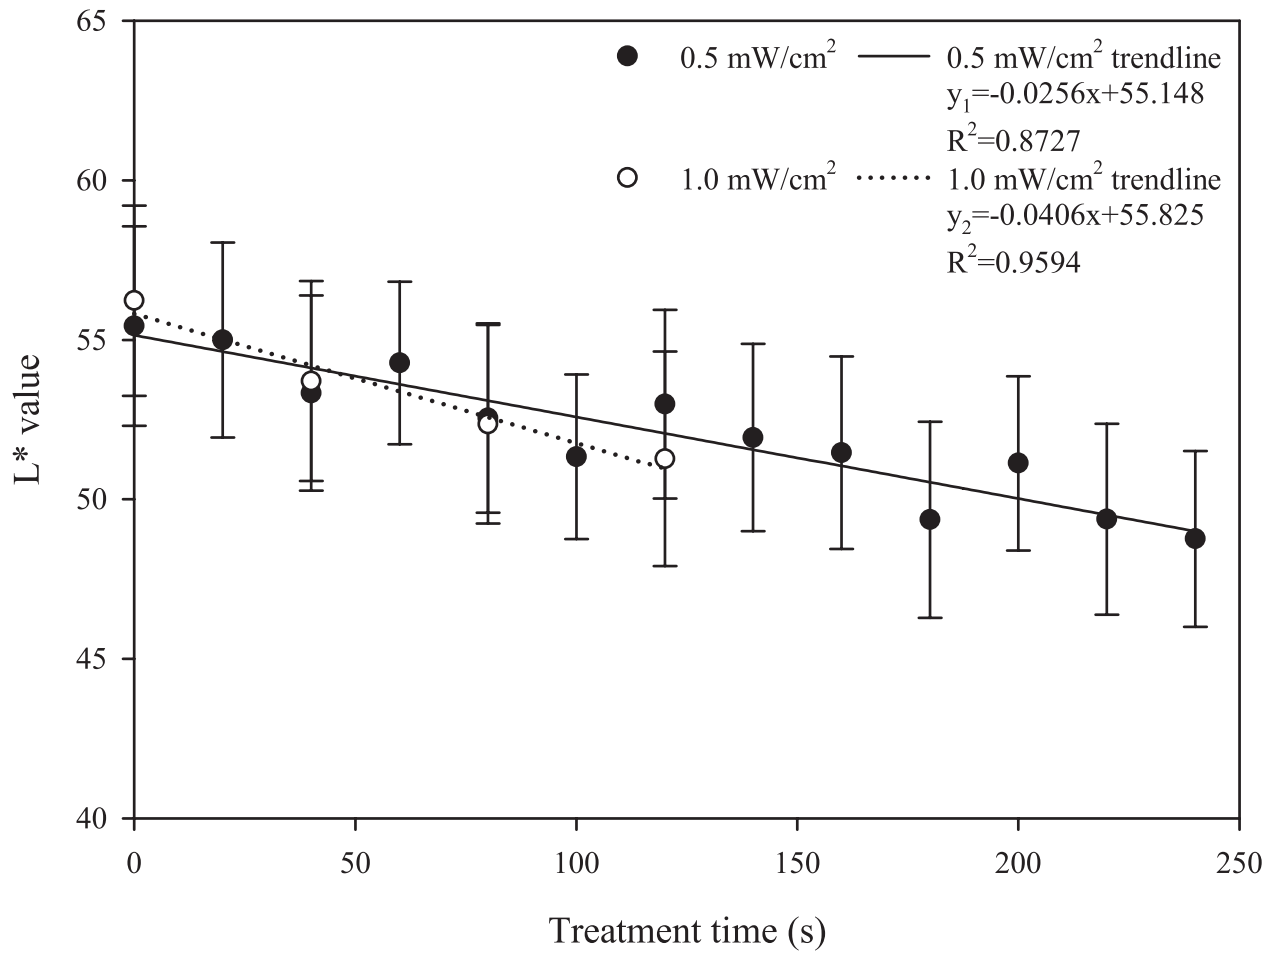 65
60
55
50
45
40
L* value
0.5 mW/cm² 0.5 mW/cm² trendline
y₁=-0.0256x+55.148
R²=0.8727
1.0 mW/cm² 1.0 mW/cm² trendline
y₂=-0.0406x+55.825
R²=0.9594
0 50 100 150 200 250
Treatment time (s)